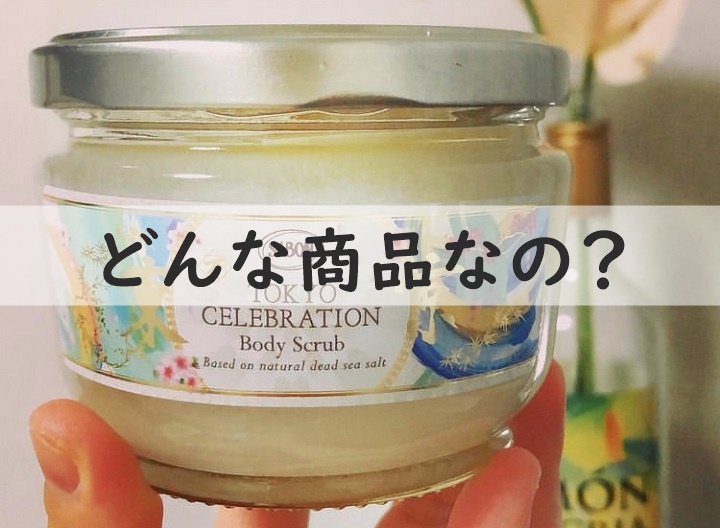 どんな商品なの?
TOKYO
CELEBRATION
Body Scrub
Based on natural dead sea salt